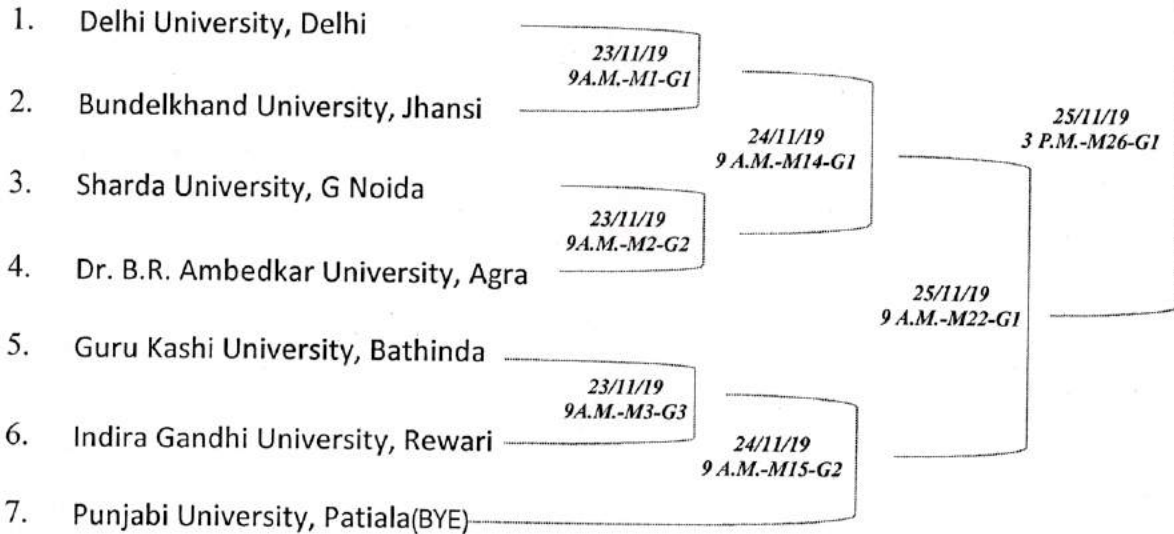 1. Delhi University, Delhi
23/11/19
9A.M.-M1-G1
2. Bundelkhand University, Jhansi
24/11/19
9 A.M.-M14-G1
25/11/19
3 P.M.-M26-G1
3. Sharda University, G Noida
23/11/19
9A.M.-M2-G2
4. Dr. B.R. Ambedkar University, Agra
25/11/19
9 A.M.-M22-G1
5. Guru Kashi University, Bathinda
23/11/19
9A.M.-M3-G3
6. Indira Gandhi University, Rewari
24/11/19
9 A.M.-M15-G2
7. Punjabi University, Patiala(BYE)